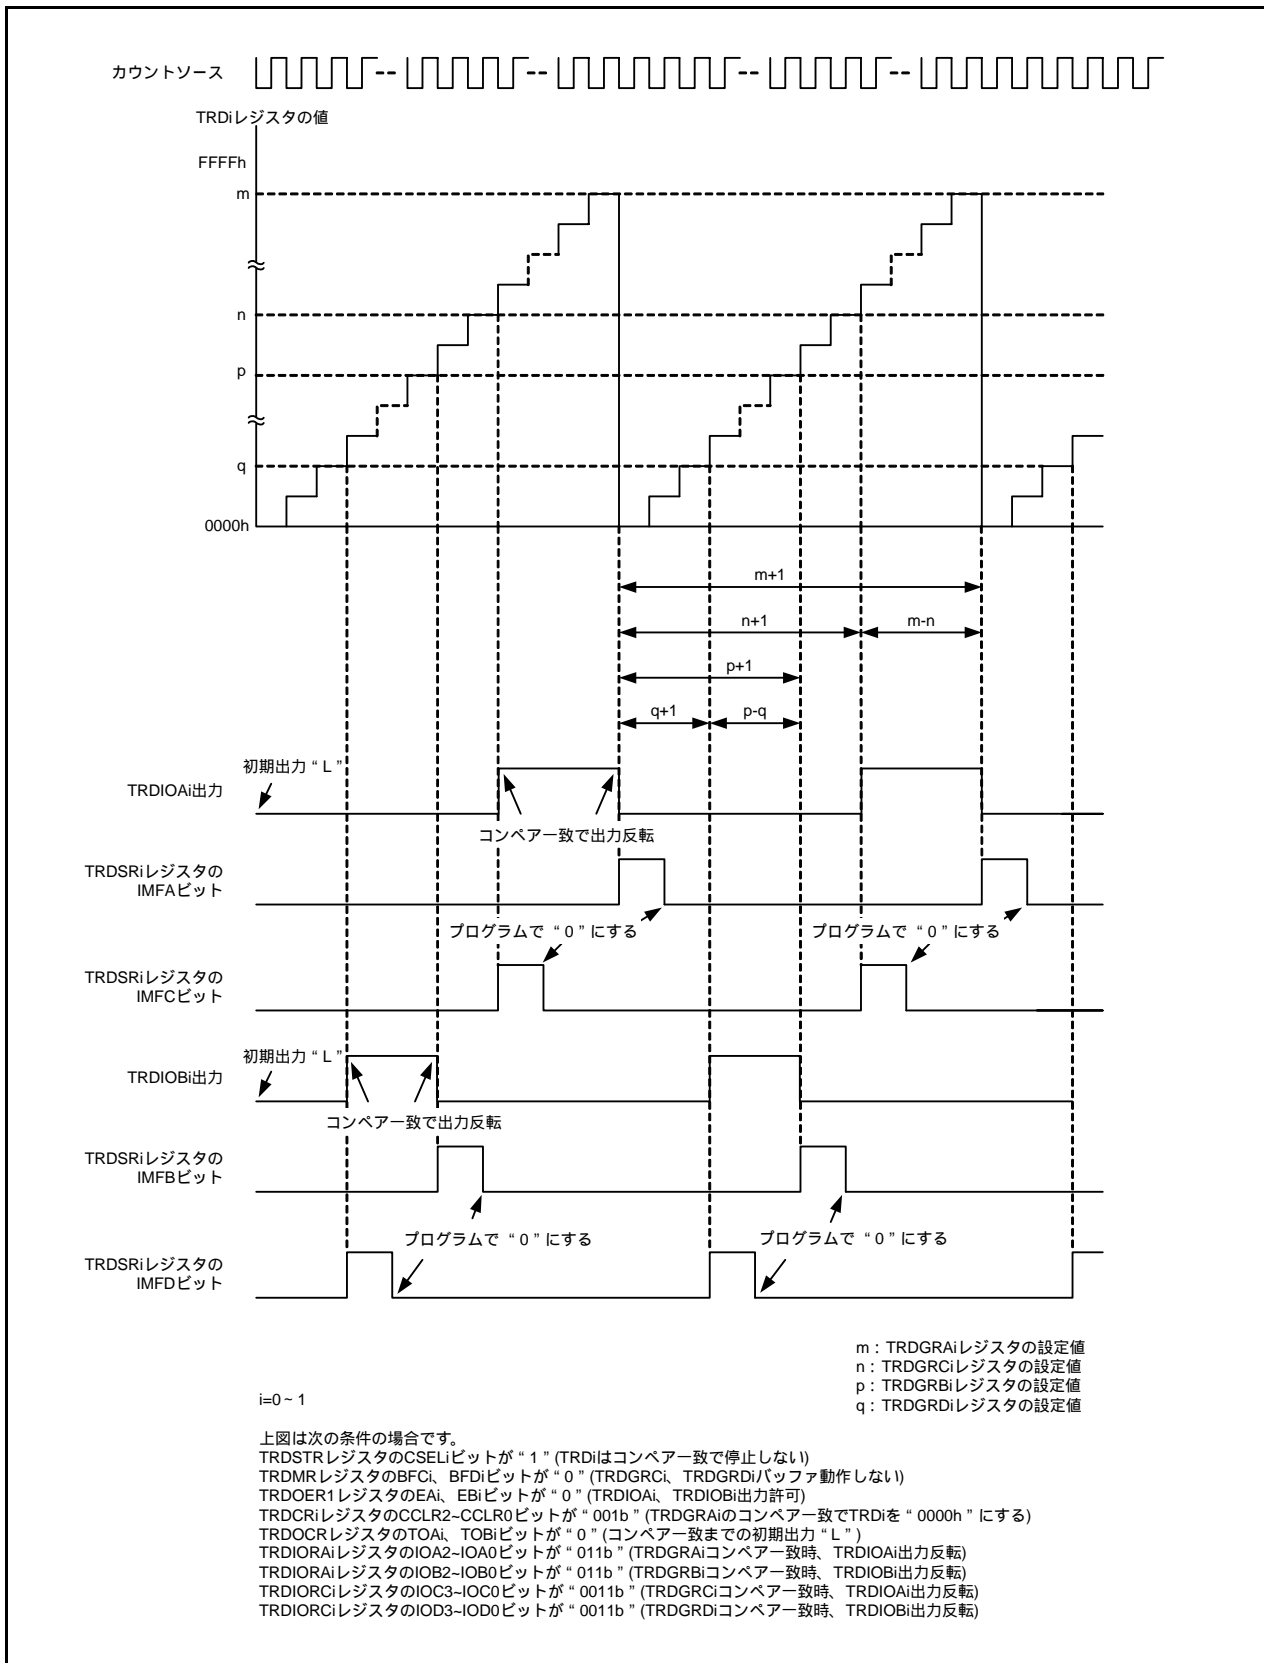 カウントソース
TRDiレジスタの値
FFFFh
m
n
p
q
0000h
m+1
n+1
m-n
p+1
q+1
p-q
初期出力“L”
TRDIOAi出力
コンペア一致で出力反転
TRDSRiレジスタの
IMFAビット
プログラムで“0”にする
プログラムで“0”にする
TRDSRiレジスタの
IMFCビット
初期出力“L”
TRDIOBi出力
コンペア一致で出力反転
TRDSRiレジスタの
IMFBビット
プログラムで“0”にする
プログラムで“0”にする
TRDSRiレジスタの
IMFDビット
m：TRDGRAiレジスタの設定値
n：TRDGRCiレジスタの設定値
p：TRDGRBiレジスタの設定値
q：TRDGRDiレジスタの設定値
i=0～1
上図は次の条件の場合です。
TRDSTRレジスタのCSELiビットが“1”(TRDiはコンペア一致で停止しない)
TRDMRレジスタのBFCi、BFDiビットが“0”(TRDGRCi、TRDGRDiバッファ動作しない)
TRDOER1レジスタのEAi、EBiビットが“0”(TRDIOAi、TRDIOBi出力許可)
TRDCRiレジスタのCCLR2~CCLR0ビットが“001b”(TRDGRAiのコンペア一致でTRDiを“0000h”にする)
TRDOCRレジスタのTOAi、TOBiビットが“0”(コンペア一致までの初期出力“L”)
TRDIORAiレジスタのIOA2~IOA0ビットが“011b”(TRDGRAiコンペア一致時、TRDIOAi出力反転)
TRDIORAiレジスタのIOB2~IOB0ビットが“011b”(TRDGRBiコンペア一致時、TRDIOBi出力反転)
TRDIORCiレジスタのIOC3~IOC0ビットが“0011b”(TRDGRCiコンペア一致時、TRDIOAi出力反転)
TRDIORCiレジスタのIOD3~IOD0ビットが“0011b”(TRDGRDiコンペア一致時、TRDIOBi出力反転)